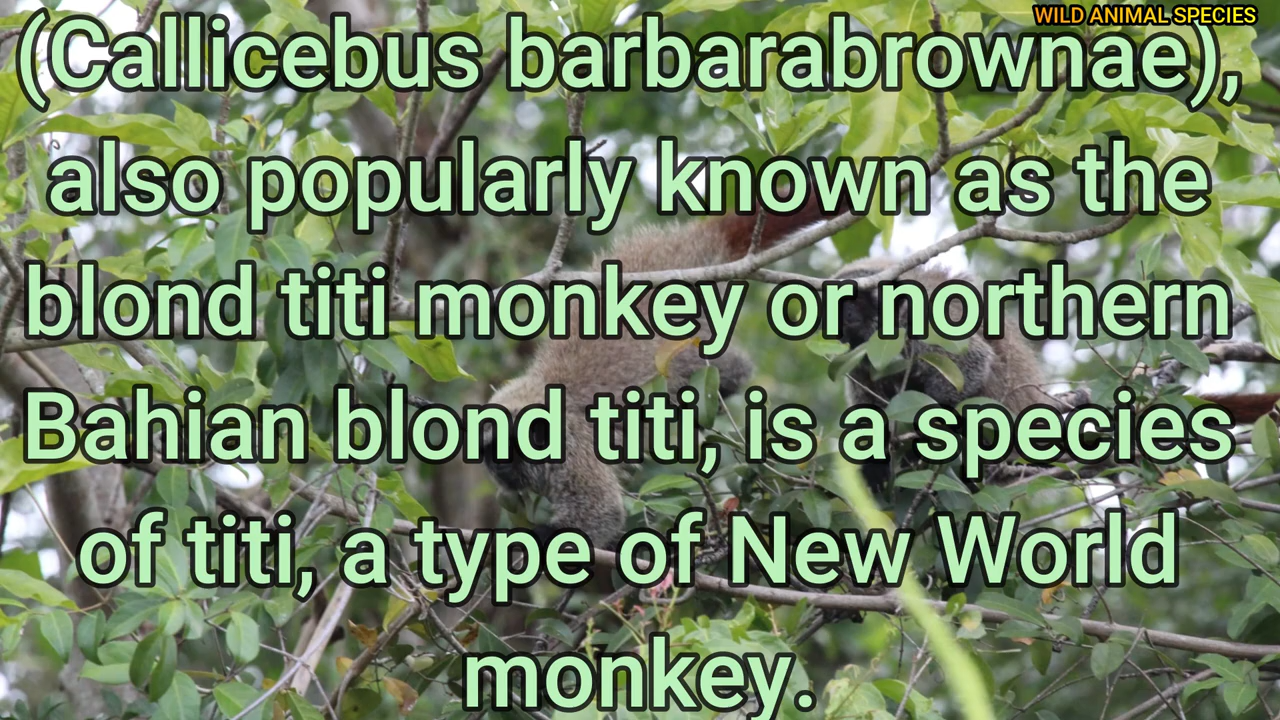 WILD ANIMAL SPECIES
(Callicebus barbarabrownae),
also popularly known as the
blond titi monkey or northern
Bahian blond titi, is a species
of titi, a type of New World
monkey.